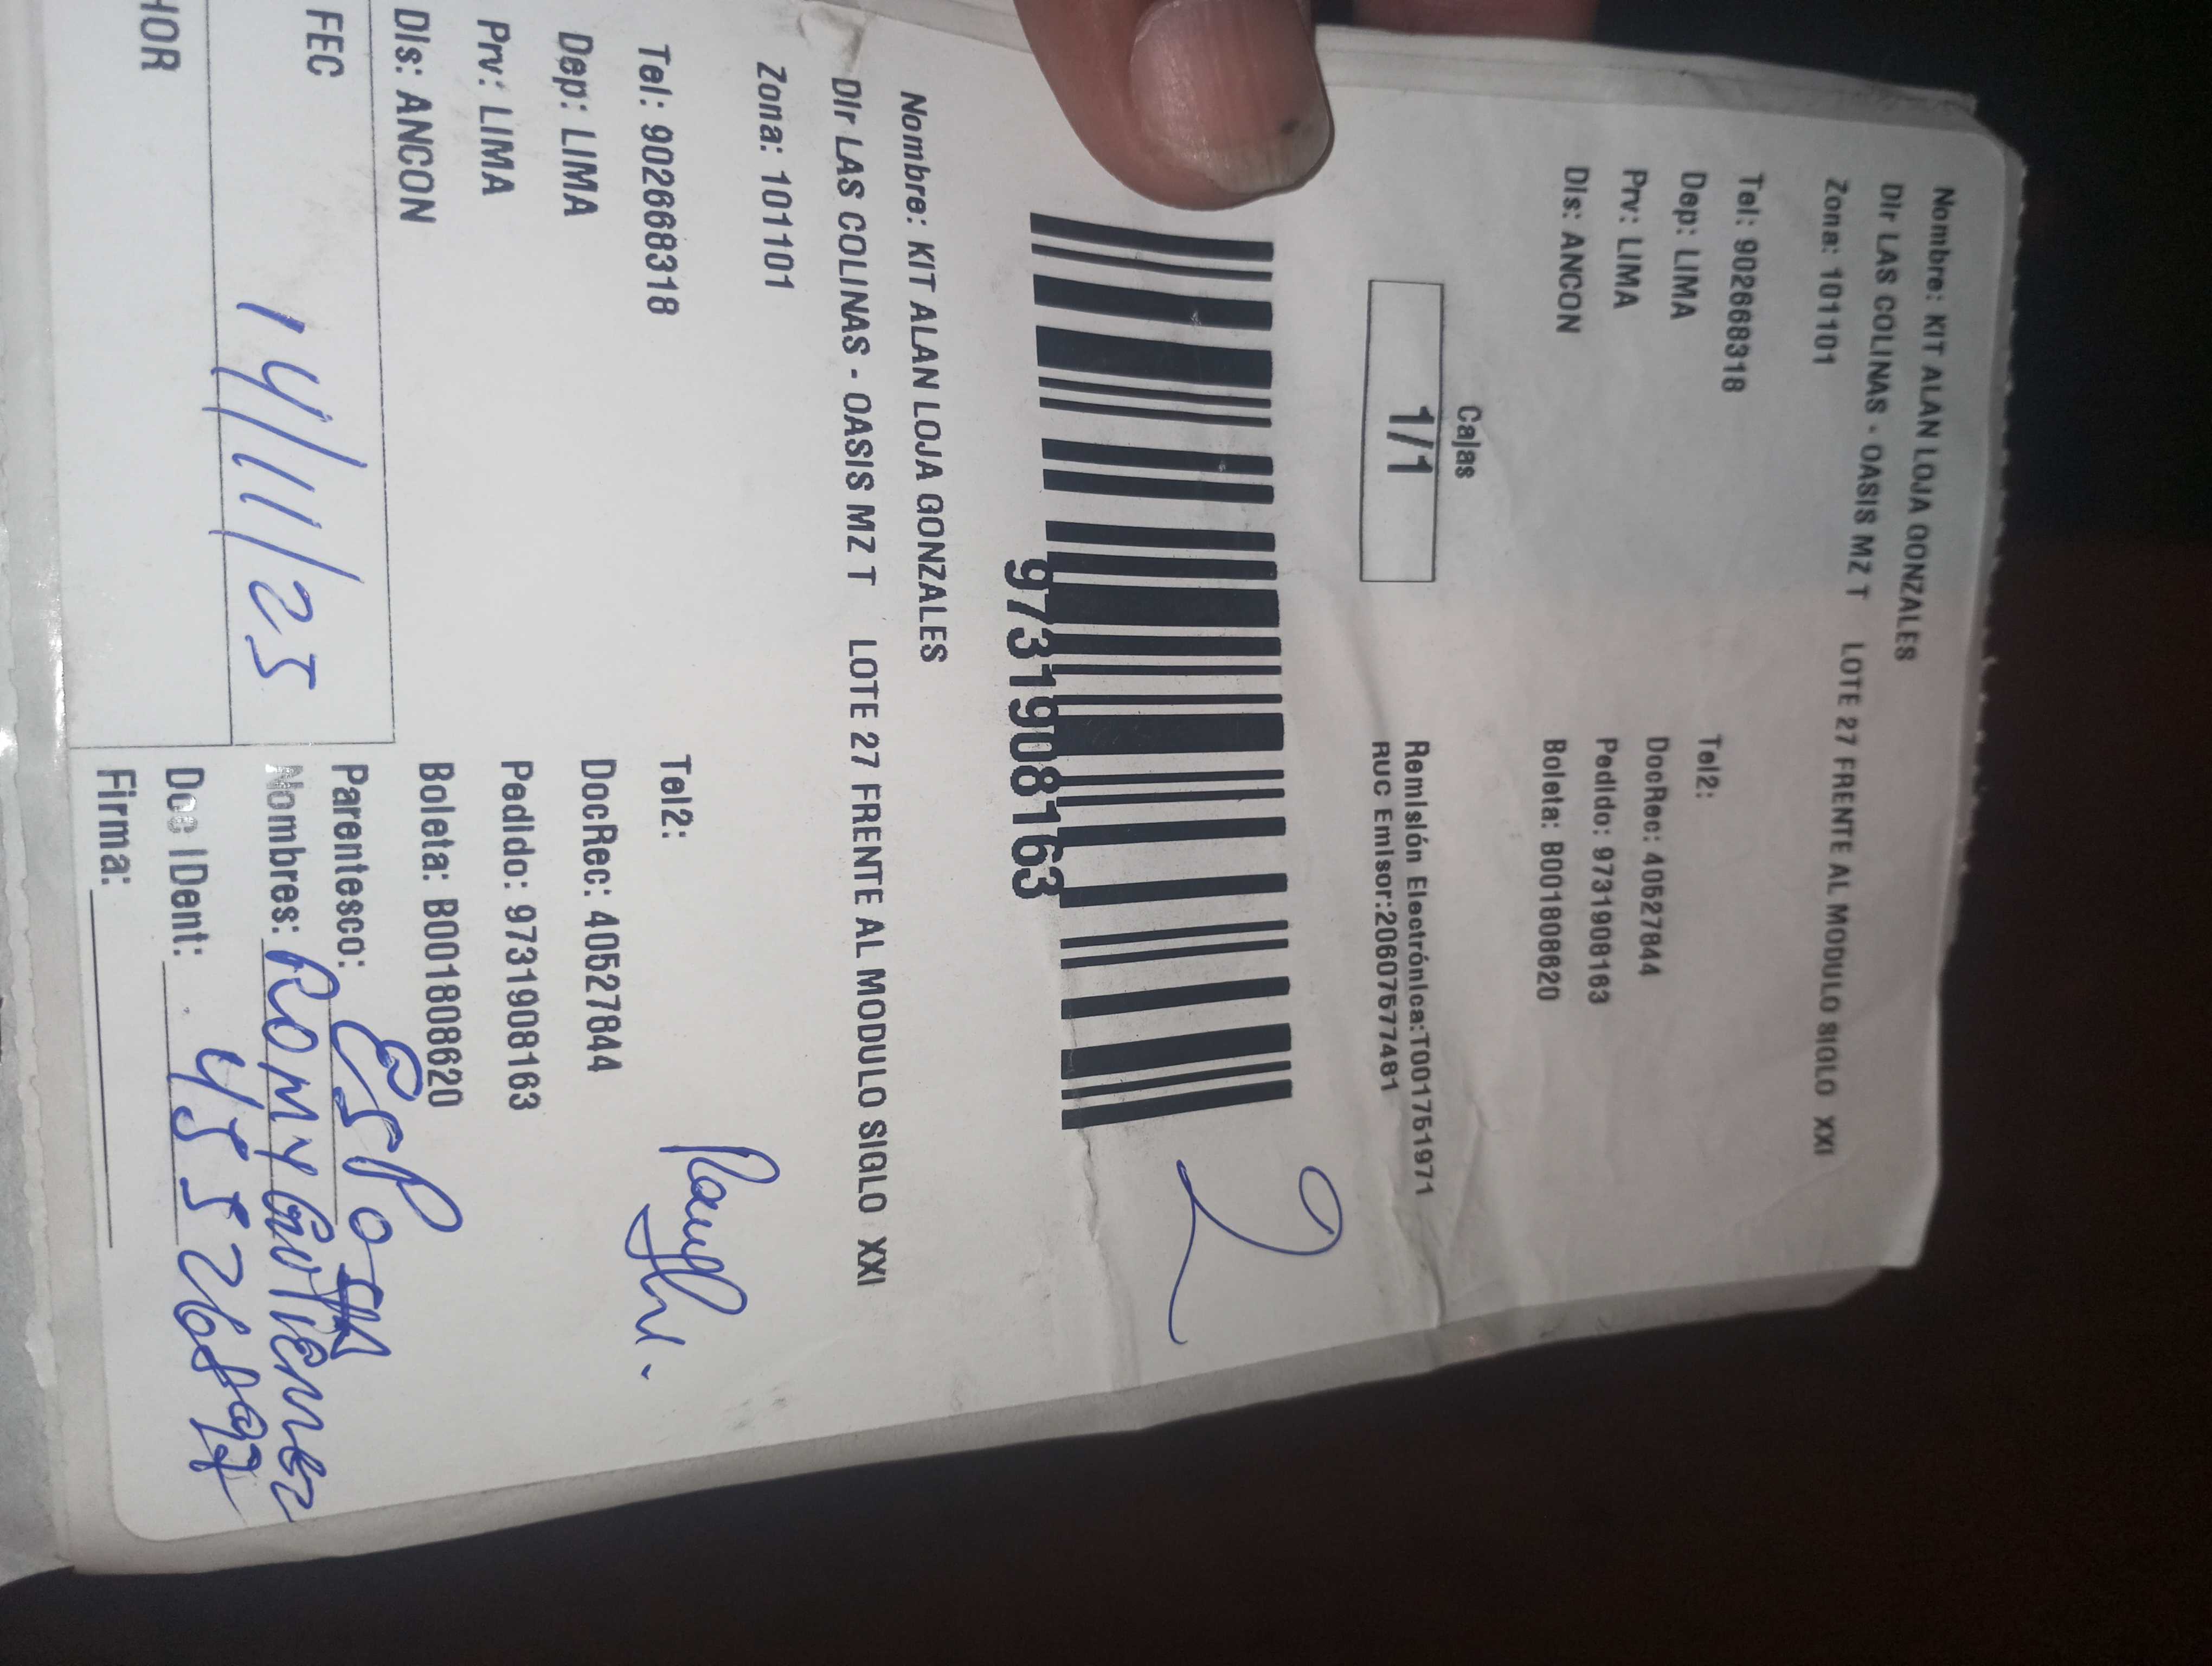 Nombre: KIT ALAN LOJA GONZALES
Dir LAS COLINAS - OASIS MZ T LOTE 27 FRENTE AL MODULO SIGLO XXI
Zona: 101101
Tel: 902668318 Tel2:
Dep: LIMA DocRec: 40527844
Prv: LIMA Pedido: 9731908163
Dis: ANCON Boleta: B001808620
Cajas
1/1
Remisión Electrónica:T001751971
RUC Emisor:20607577481
2
9731908163
Nombre: KIT ALAN LOJA GONZALES
Dir LAS COLINAS - OASIS MZ T LOTE 27 FRENTE AL MODULO SIGLO XXI
Zona: 101101
Tel: 902668318 Tel2:
Dep: LIMA DocRec: 40527844
Prv: LIMA Pedido: 9731908163
Dis: ANCON Boleta: B001808620
FEC 14/11/25 Parentesco: ESPOSA
Nombres: ROMY GUTIERREZ
HOR Doc IDent: 45526897
Firma: